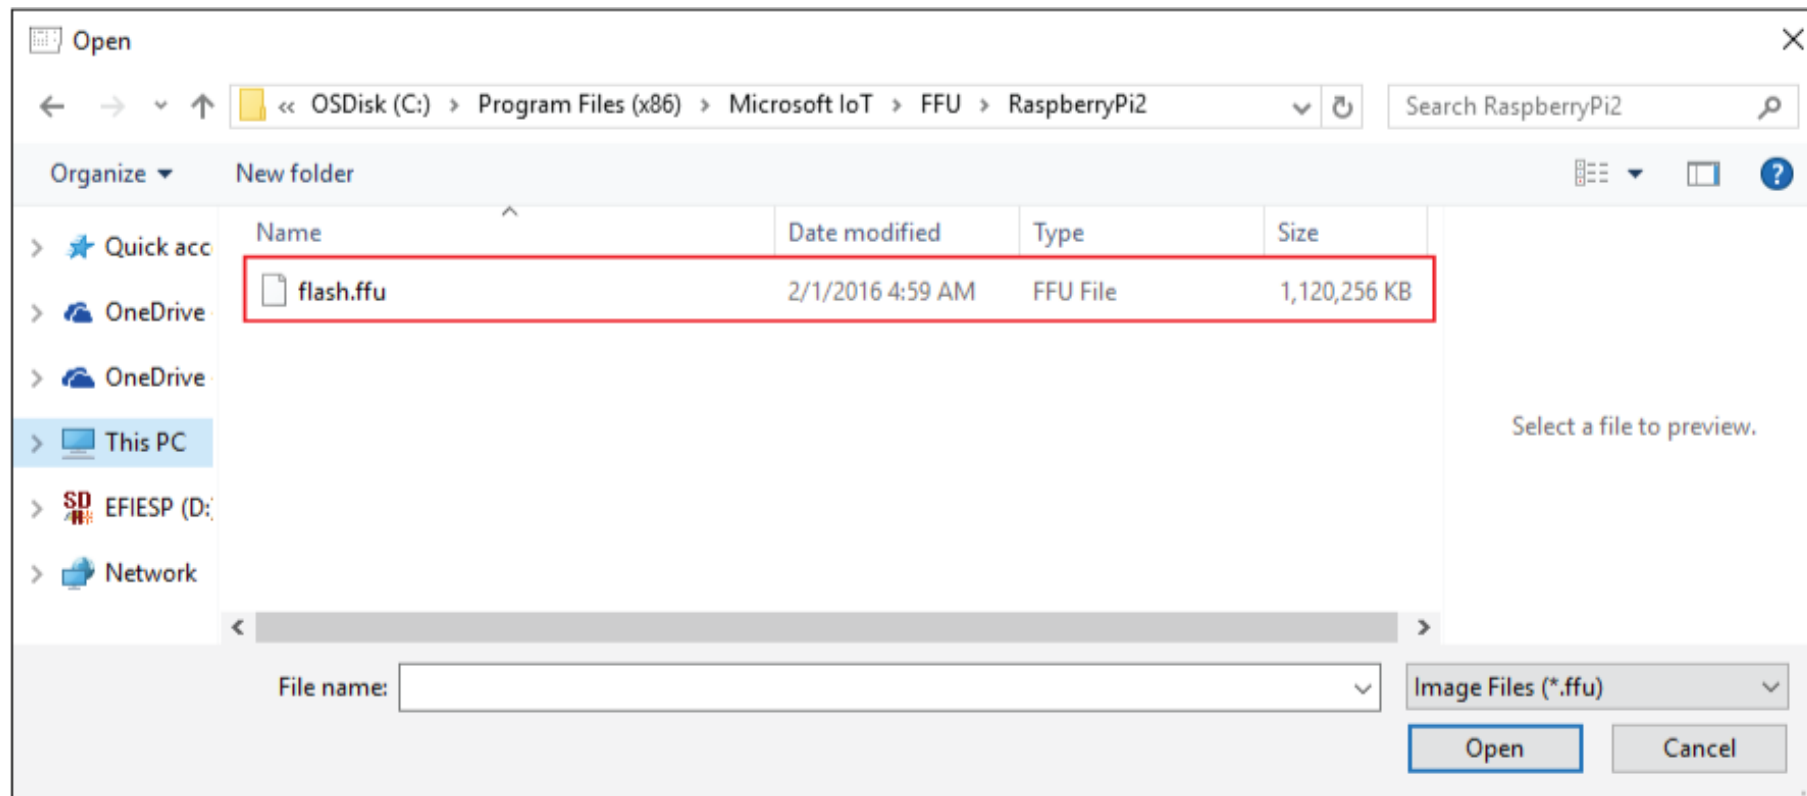 Open
« OSDisk (C:) > Program Files (x86) > Microsoft IoT > FFU > RaspberryPi2
Search RaspberryPi2
Organize
New folder
?
Name
Date modified
Type
Size
flash.ffu
2/1/2016 4:59 AM
FFU File
1,120,256 KB
Quick acc
OneDrive
OneDrive
This PC
SD
EFIESP (D:
Network
Select a file to preview.
File name:
Image Files (*.ffu)
Open
Cancel